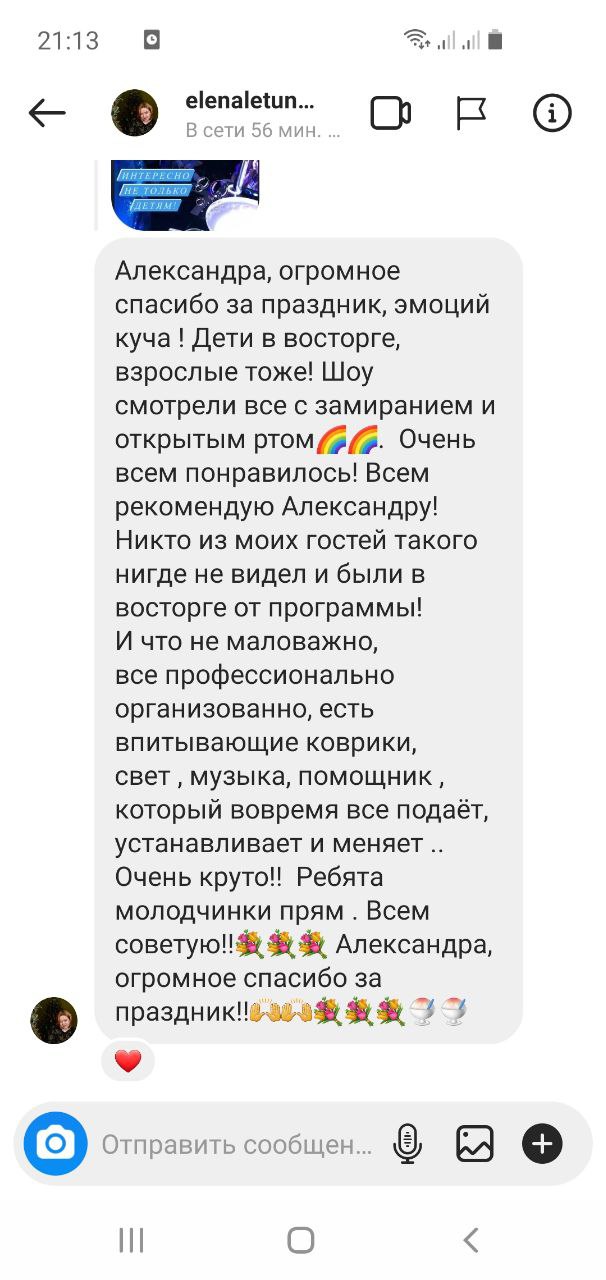 21:13
elenaletun...
В сети 56 мин. ...
ИНТЕРЕСНО
НЕ ТОЛЬКО
ДЕТЯМ!
Александра, огромное
спасибо за праздник, эмоций
куча ! Дети в восторге,
взрослые тоже! Шоу
смотрели все с замиранием и
открытым ртом🌈🌈.  Очень
всем понравилось! Всем
рекомендую Александру!
Никто из моих гостей такого
нигде не видел и были в
восторге от программы!
И что не маловажно,
все профессионально
организованно, есть
впитывающие коврики,
свет , музыка, помощник ,
который вовремя все подаёт,
устанавливает и меняет ..
Очень круто!!  Ребята
молодчинки прям . Всем
советую!!💐💐💐 Александра,
огромное спасибо за
праздник!!🙌🙌💐💐💐🍧🍧
Отправить сообщен...